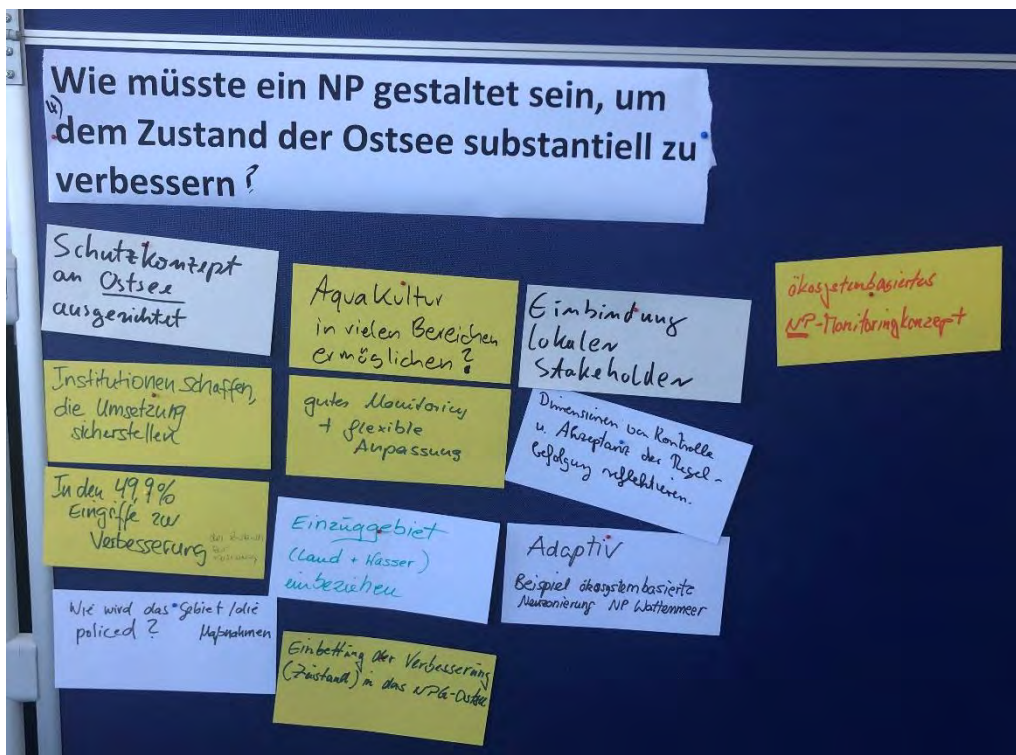 Wie müsste ein NP gestaltet sein, um
dem Zustand der Ostsee substantiell zu
verbessern?
Schutzkonzept
an Ostsee
ausgerichtet
Institutionen schaffen,
die Umsetzung
sicherstellen
In den 49,9%
Eingriffe zur
Verbesserung
Wie wird das Gebiet/die
policed? Maßnahmen
Aquakultur
in vielen Bereichen
ermöglichen?
gutes Monitoring
+ flexible
Anpassung
Einzuggebiet
(Land + Wasser)
einbeziehen
Einbettung der Verbesserung
(Zustand) in das NPG-Ostsee
Einbindung
lokaler
Stakeholder
Dimensionen von Kontrolle
u. Akzeptanz der Regel-
befolgung reflektieren.
Adaptiv
Beispiel ökosystembasierte
Neuzonierung NP Wattenmeer
ökosystembasiertes
NP-Monitoringkonzept